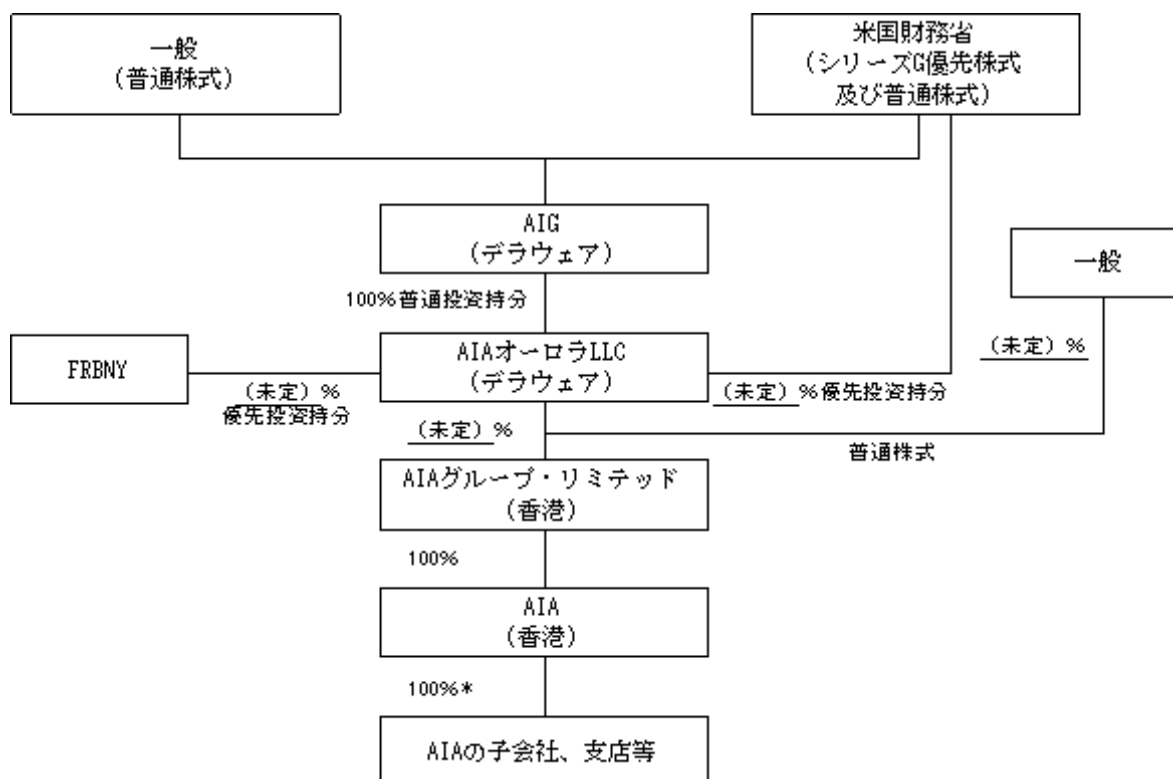 一般
(普通株式)
米国財務省
(シリーズG優先株式
及び普通株式)
AIG
(デラウェア)
一般
100%普通投資持分
FRBNY
AIAオーロラLLC
(デラウェア)
(未定)%
(未定)%
優先投資持分
(未定)%優先投資持分
(未定)%
普通株式
AIAグループ・リミテッド
(香港)
100%
AIA
(香港)
100%*
AIAの子会社、支店等